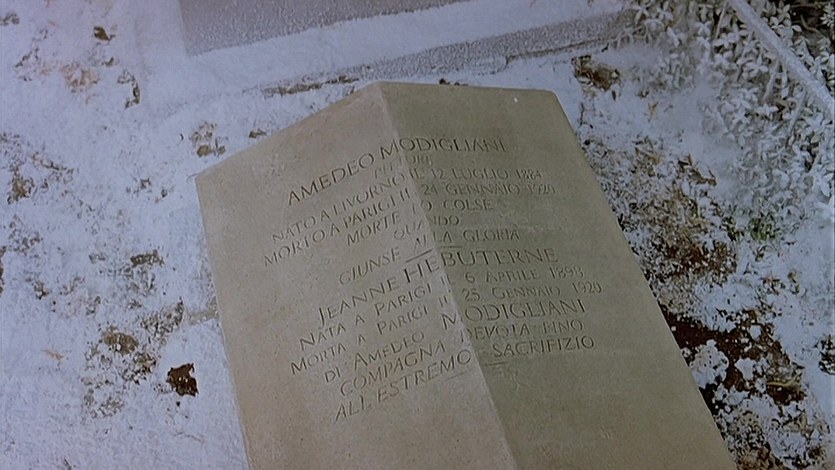 AMEDEO MODIGLIANI
NATO A LIVORNO IL 12 LUGLIO 1884
MORTO A PARIGI IL 24 GENNAIO 1920
MORTE LO COLSE
QUANDO
GIUNSE ALLA GLORIA
JEANNE HEBUTERNE
NATA A PARIGI IL 6 APRILE 1898
MORTA A PARIGI IL 25 GENNAIO 1920
DI AMEDEO MODIGLIANI
COMPAGNA DEVOTA FINO
ALL ESTREMO SACRIFIZIO